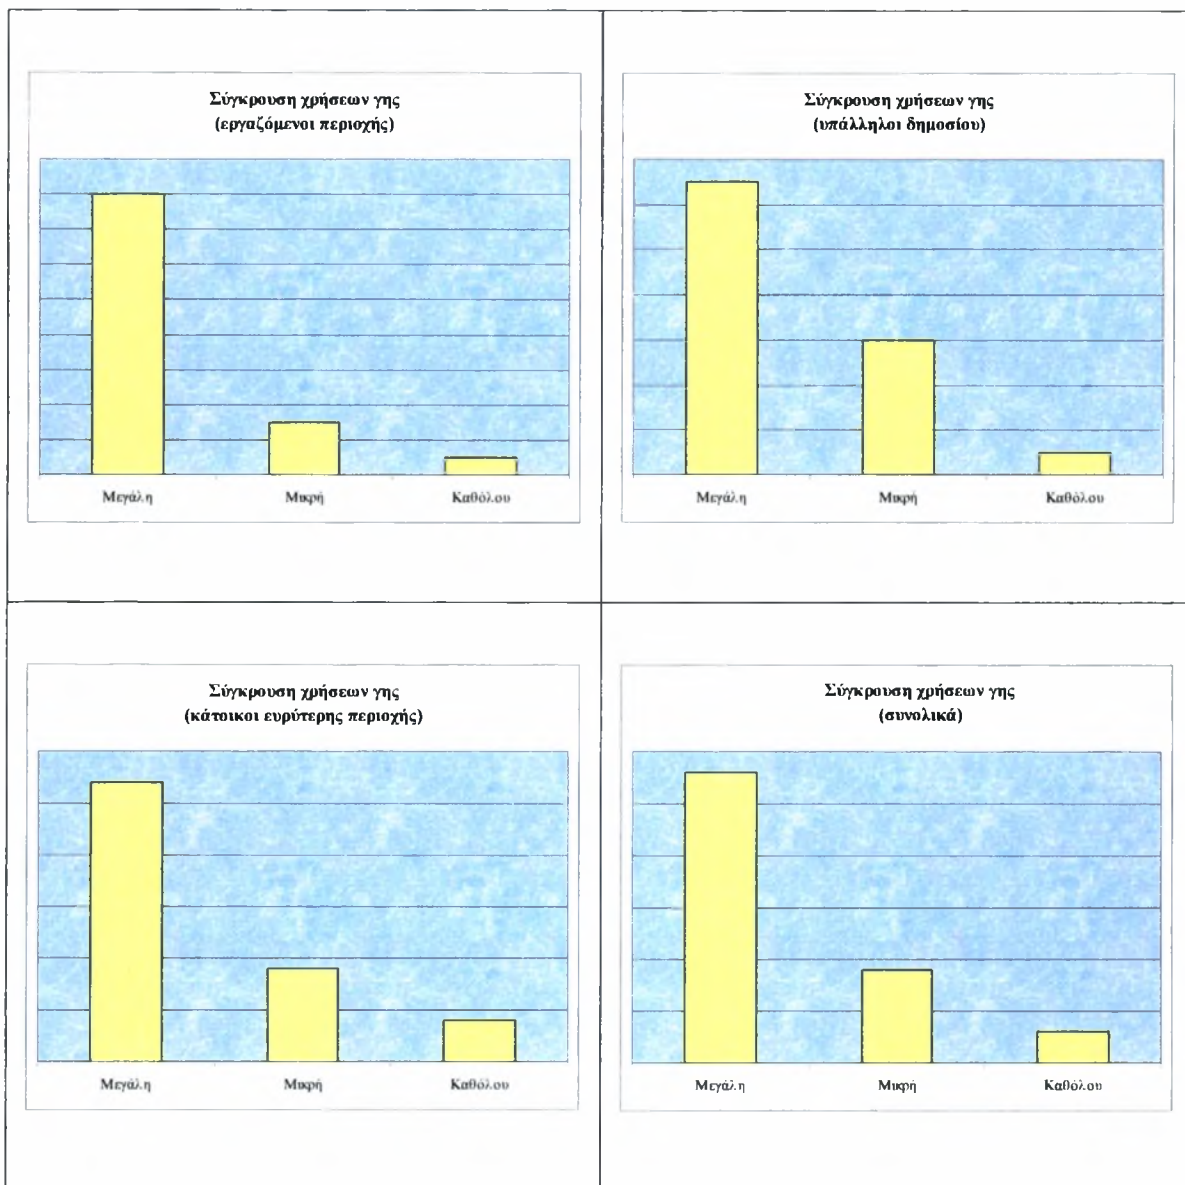 Σύγκρουση χρήσεων γης
(εργαζόμενοι περιοχής)
Μεγάλη
Μικρή
Καθόλου
Σύγκρουση χρήσεων γης
(υπάλληλοι δημοσίου)
Μεγάλη
Μικρή
Καθόλου
Σύγκρουση χρήσεων γης
(κάτοικοι ευρύτερης περιοχής)
Μεγάλη
Μικρή
Καθόλου
Σύγκρουση χρήσεων γης
(συνολικά)
Μεγάλη
Μικρή
Καθόλου